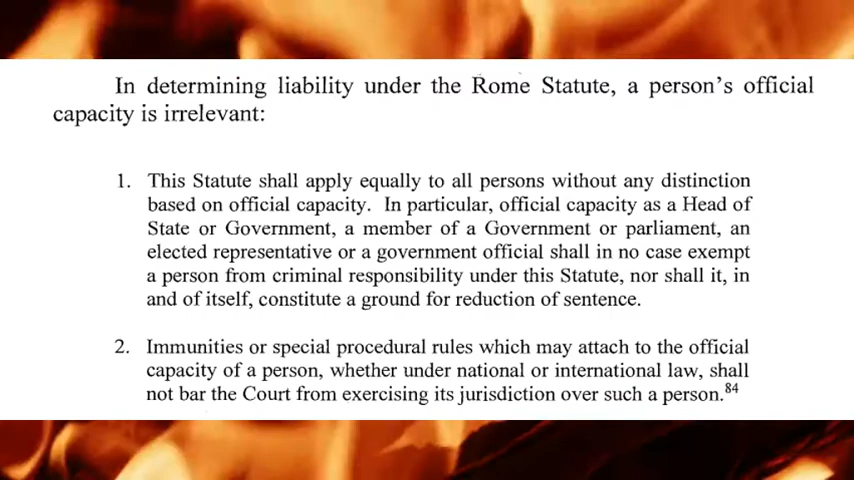 In determining liability under the Rome Statute, a person's official
capacity is irrelevant:
1. This Statute shall apply equally to all persons without any distinction
based on official capacity. In particular, official capacity as a Head of
State or Government, a member of a Government or parliament, an
elected representative or a government official shall in no case exempt
a person from criminal responsibility under this Statute, nor shall it, in
and of itself, constitute a ground for reduction of sentence.
2. Immunities or special procedural rules which may attach to the official
capacity of a person, whether under national or international law, shall
not bar the Court from exercising its jurisdiction over such a person.84